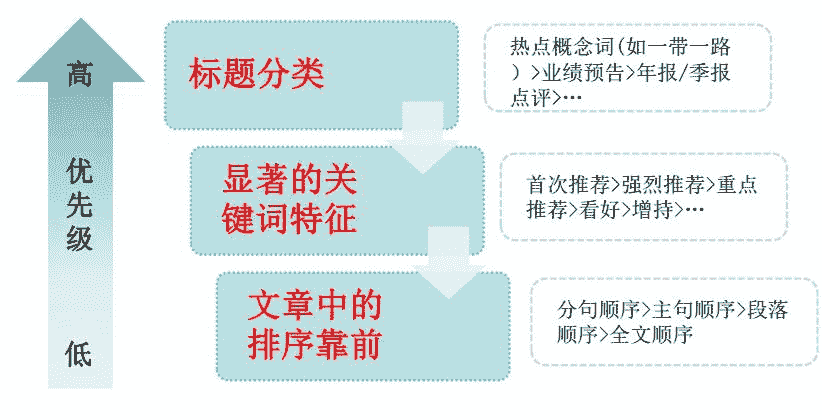 高
优
先
级
低
标题分类
热点概念词(如一带一路
）>业绩预告>年报/季报
点评>…
显著的关
键词特征
首次推荐>强烈推荐>重点
推荐>看好>增持>…
文章中的
排序靠前
分句顺序>主句顺序>段落
顺序>全文顺序